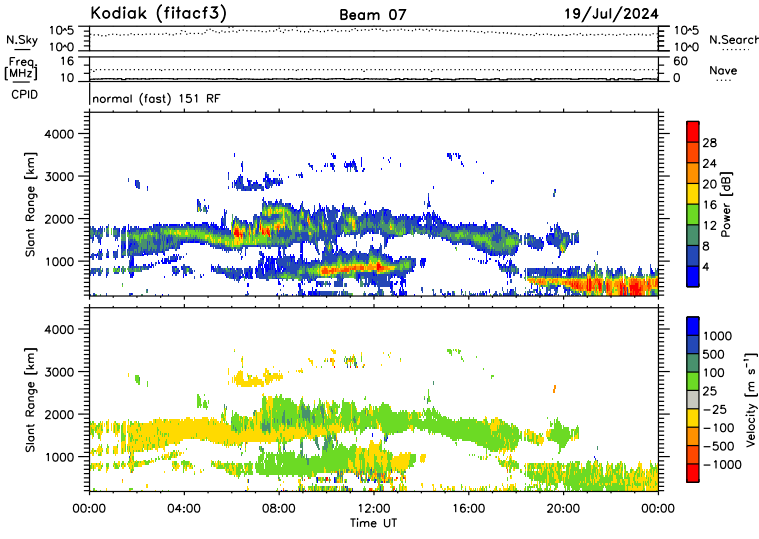 Kodiak (fitacf3) Beam 07 19/Jul/2024
N.Sky 10^5 10^0 10^5 10^0 N.Search
Freq. [MHz] 16 10 60 0 Nave
CPID normal (fast) 151 RF
Slant Range [km]
4000
3000
2000
1000
28
24
20
16
12
8
4
Power [dB]
Slant Range [km]
4000
3000
2000
1000
1000
500
100
25
−25
−100
−500
−1000
Velocity [m s⁻¹]
00:00 04:00 08:00 12:00 16:00 20:00 00:00
Time UT